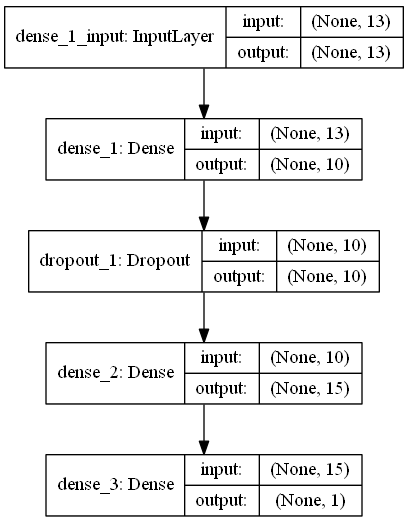 dense_1_input: InputLayer
input: (None, 13)
output: (None, 13)
dense_1: Dense
input: (None, 13)
output: (None, 10)
dropout_1: Dropout
input: (None, 10)
output: (None, 10)
dense_2: Dense
input: (None, 10)
output: (None, 15)
dense_3: Dense
input: (None, 15)
output: (None, 1)